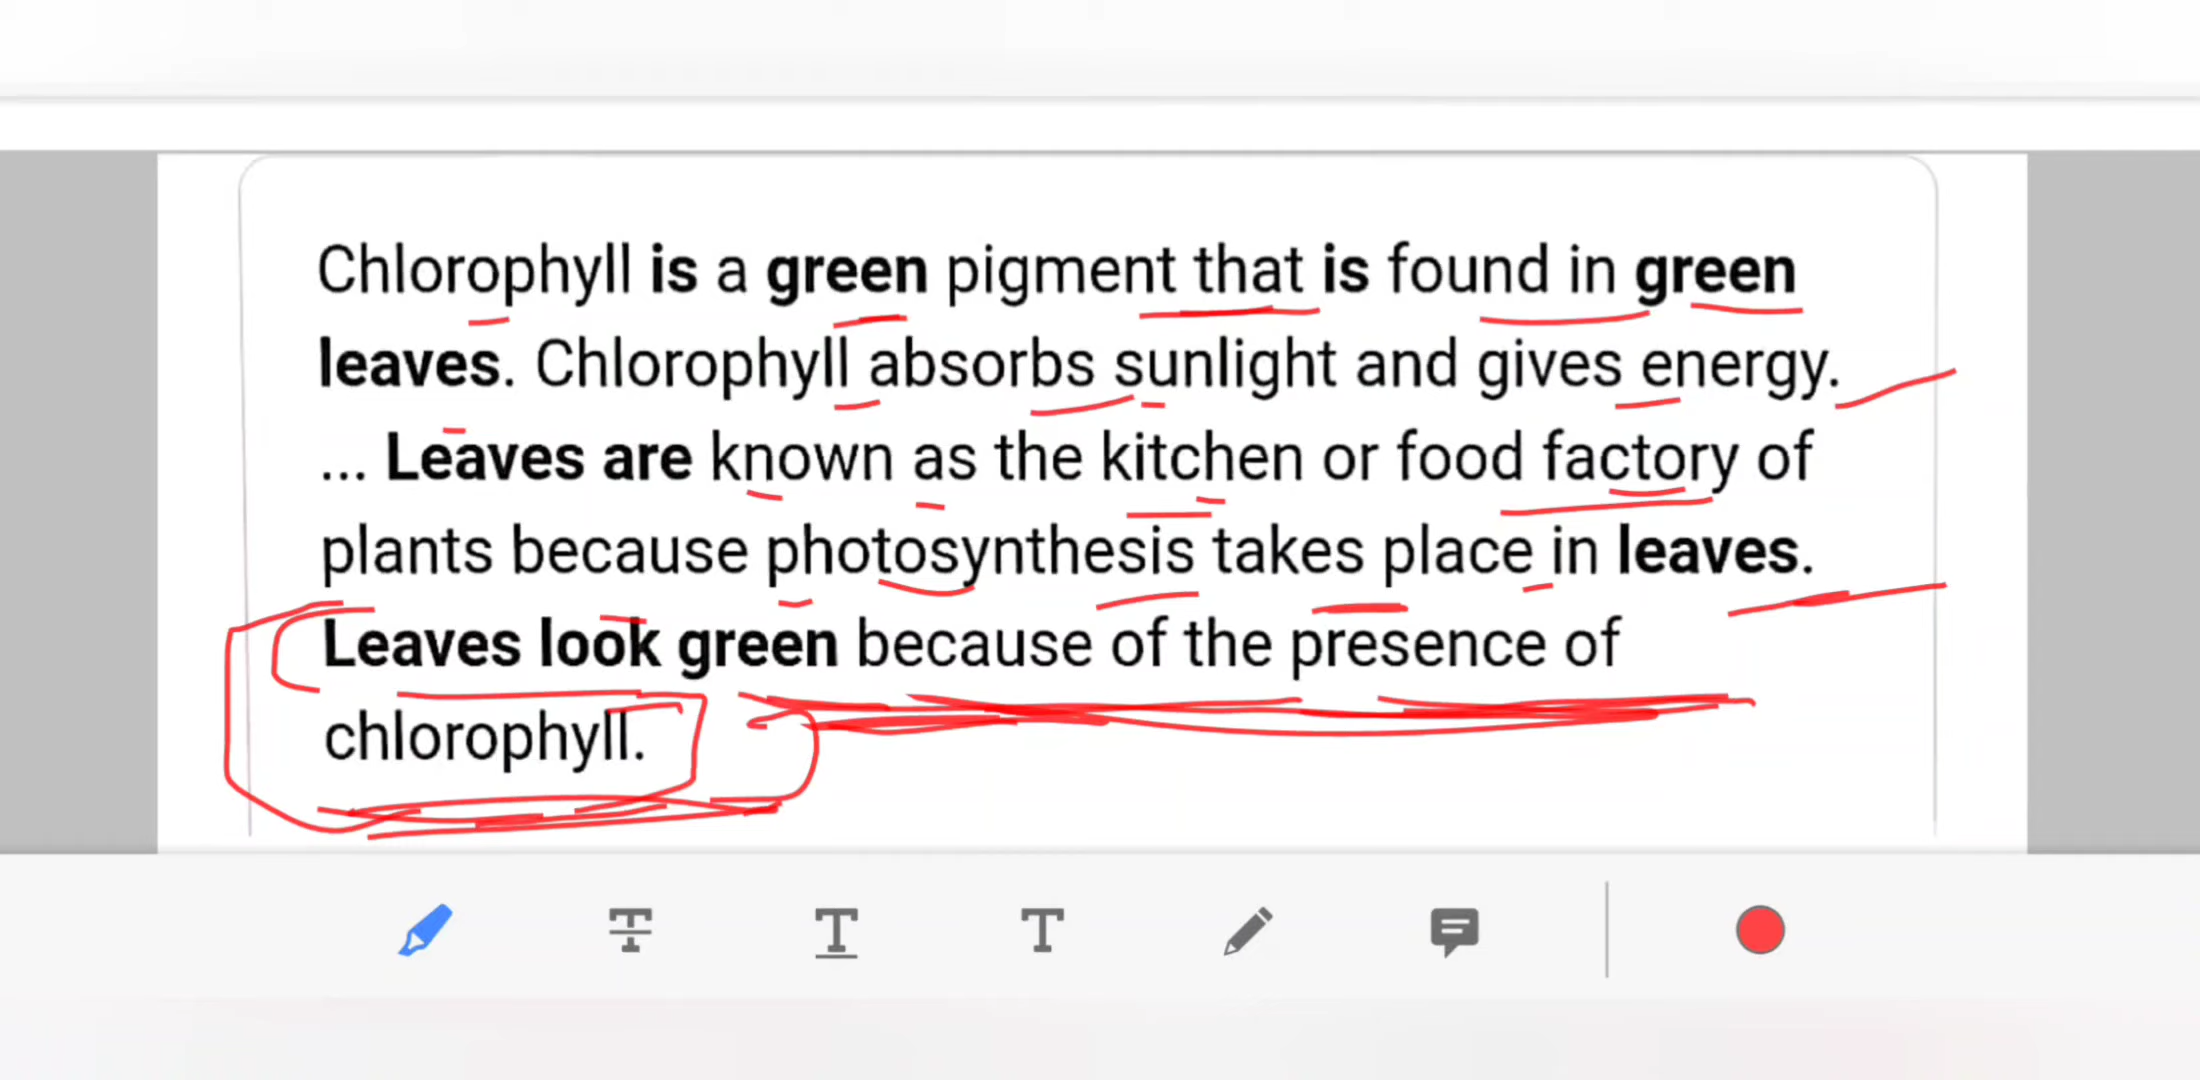 Chlorophyll is a green pigment that is found in green
leaves. Chlorophyll absorbs sunlight and gives energy.
... Leaves are known as the kitchen or food factory of
plants because photosynthesis takes place in leaves.
Leaves look green because of the presence of
chlorophyll.